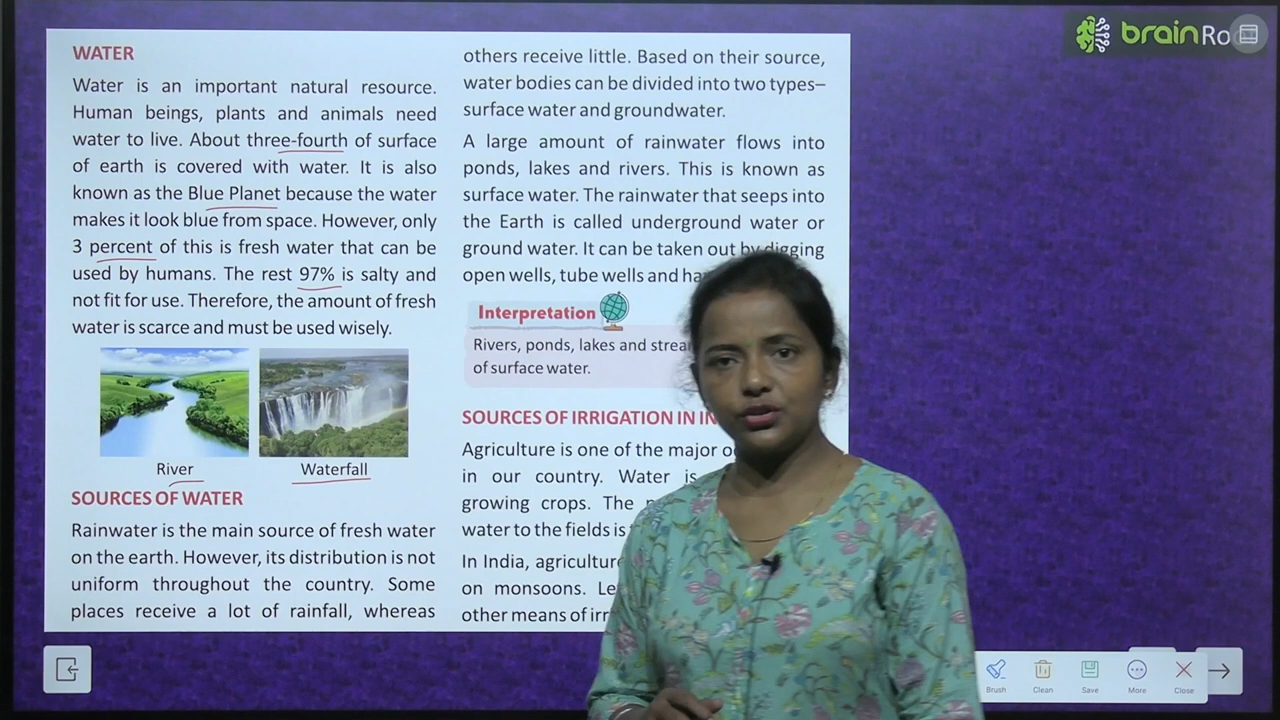 WATER
Water is an important natural resource.
Human beings, plants and animals need
water to live. About three-fourth of surface
of earth is covered with water. It is also
known as the Blue Planet because the water
makes it look blue from space. However, only
3 percent of this is fresh water that can be
used by humans. The rest 97% is salty and
not fit for use. Therefore, the amount of fresh
water is scarce and must be used wisely.
River
Waterfall
SOURCES OF WATER
Rainwater is the main source of fresh water
on the earth. However, its distribution is not
uniform throughout the country. Some
places receive a lot of rainfall, whereas
others receive little. Based on their source,
water bodies can be divided into two types–
surface water and groundwater.
A large amount of rainwater flows into
ponds, lakes and rivers. This is known as
surface water. The rainwater that seeps into
the Earth is called underground water or
ground water. It can be taken out by digging
open wells, tube wells and
Interpretation
Rivers, ponds, lakes and
of surface water.
SOURCES OF IRRIGATION IN
Agriculture is one of the major
in our country. Water is
growing crops. The
water to the fields is
In India,
on monsoons.
other means of
brain
Brush
Clean
Save
More
Close